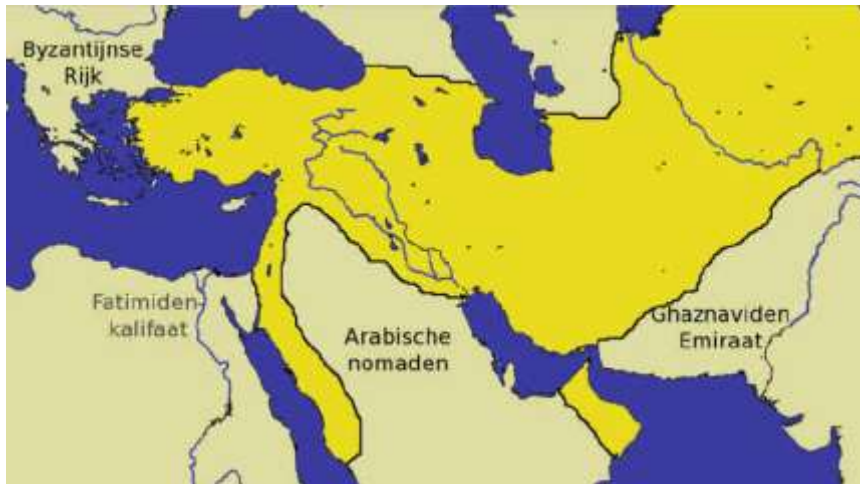 Byzantijnse
Rijk
Fatimiden-
kalifaat
Arabische
nomaden
Ghaznaviden
Emiraat